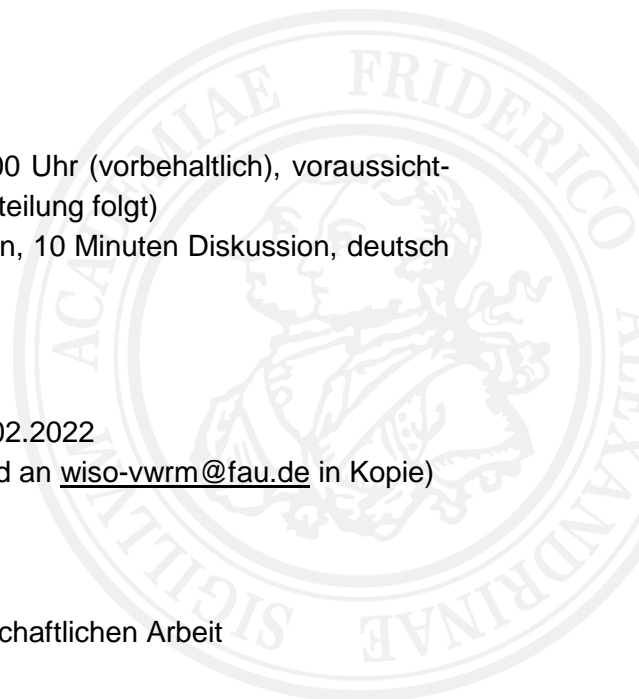 00 Uhr (vorbehaltlich), voraussicht-
teilung folgt)
n, 10 Minuten Diskussion, deutsch
02.2022
d an wiso-vwrm@fau.de in Kopie)
chaftlichen Arbeit
SIGILLVM ACADEMIAE FRIDERICO ALEXANDRINAE